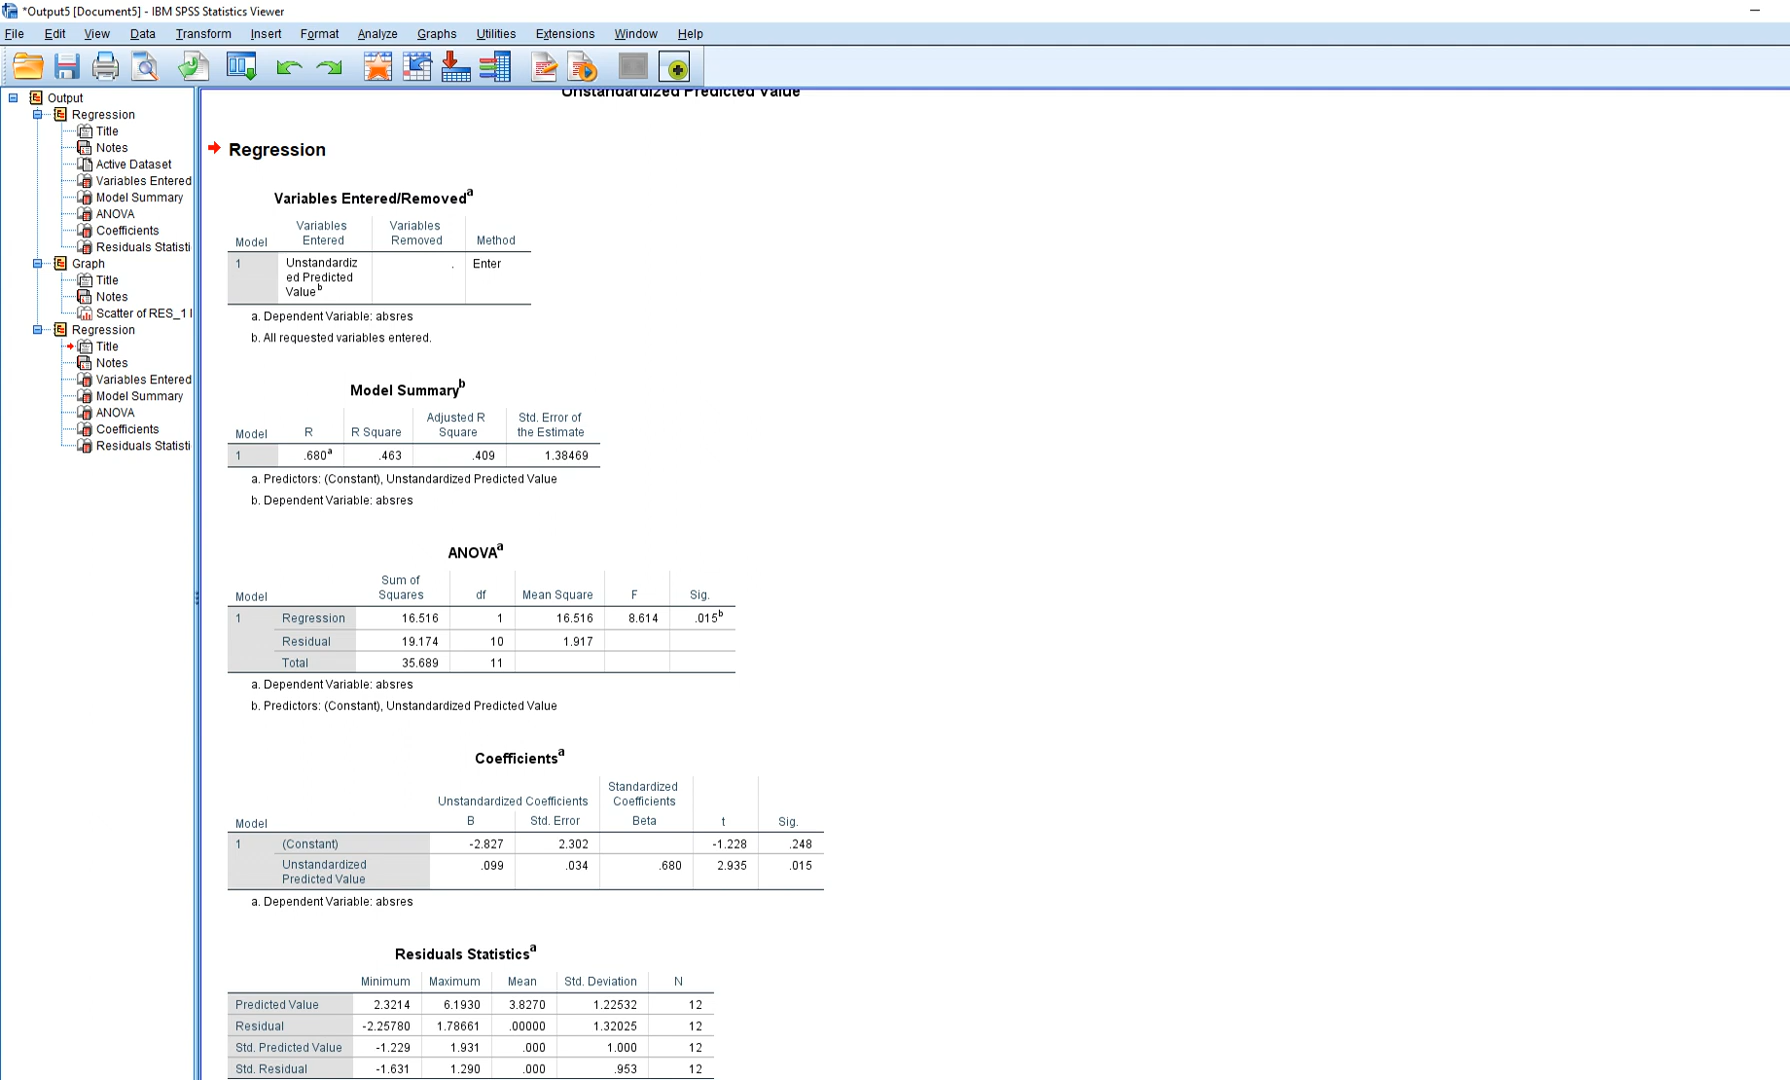 *Output5 [Document5] - IBM SPSS Statistics Viewer
File Edit View Data Transform Insert Format Analyze Graphs Utilities Extensions Window Help
Output
Regression
Title
Notes
Active Dataset
Variables Entered
Model Summary
ANOVA
Coefficients
Residuals Statisti
Graph
Title
Notes
Scatter of RES_1 
Regression
Title
Notes
Variables Entered
Model Summary
ANOVA
Coefficients
Residuals Statisti
Unstandardized Predicted Value
Regression
Variables Entered/Removed a
Model Variables Entered Variables Removed Method
1 Unstandardiz . Enter
ed Predicted
Value b
a. Dependent Variable: absres
b. All requested variables entered.
Model Summary b
Model R R Square Adjusted R Square Std. Error of the Estimate
1 .680a .463 .409 1.38469
a. Predictors: (Constant), Unstandardized Predicted Value
b. Dependent Variable: absres
ANOVA a
Model Sum of Squares df Mean Square F Sig.
1 Regression 16.516 1 16.516 8.614 .015b
Residual 19.174 10 1.917
Total 35.689 11
a. Dependent Variable: absres
b. Predictors: (Constant), Unstandardized Predicted Value
Coefficients a
Unstandardized Coefficients Standardized Coefficients
Model B Std. Error Beta t Sig.
1 (Constant) -2.827 2.302 -1.228 .248
Unstandardized Predicted Value .099 .034 .680 2.935 .015
a. Dependent Variable: absres
Residuals Statistics a
Minimum Maximum Mean Std. Deviation N
Predicted Value 2.3214 6.1930 3.8270 1.22532 12
Residual -2.25780 1.78661 .00000 1.32025 12
Std. Predicted Value -1.229 1.931 .000 1.000 12
Std. Residual -1.631 1.290 .000 .953 12